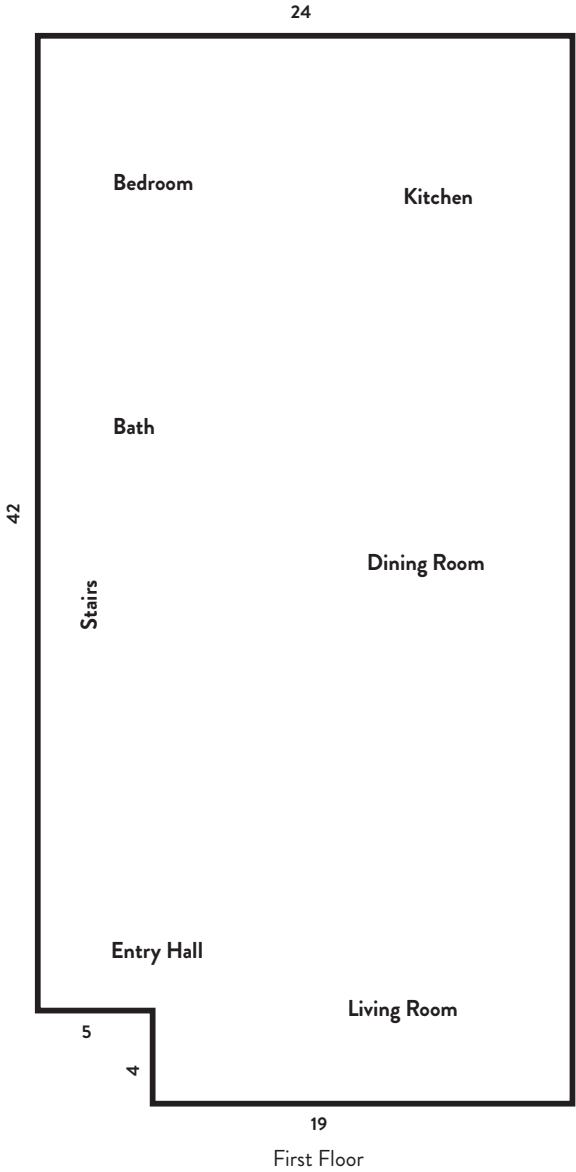 24
Bedroom
Kitchen
Bath
42
Dining Room
Stairs
Entry Hall
Living Room
5
4
19
First Floor